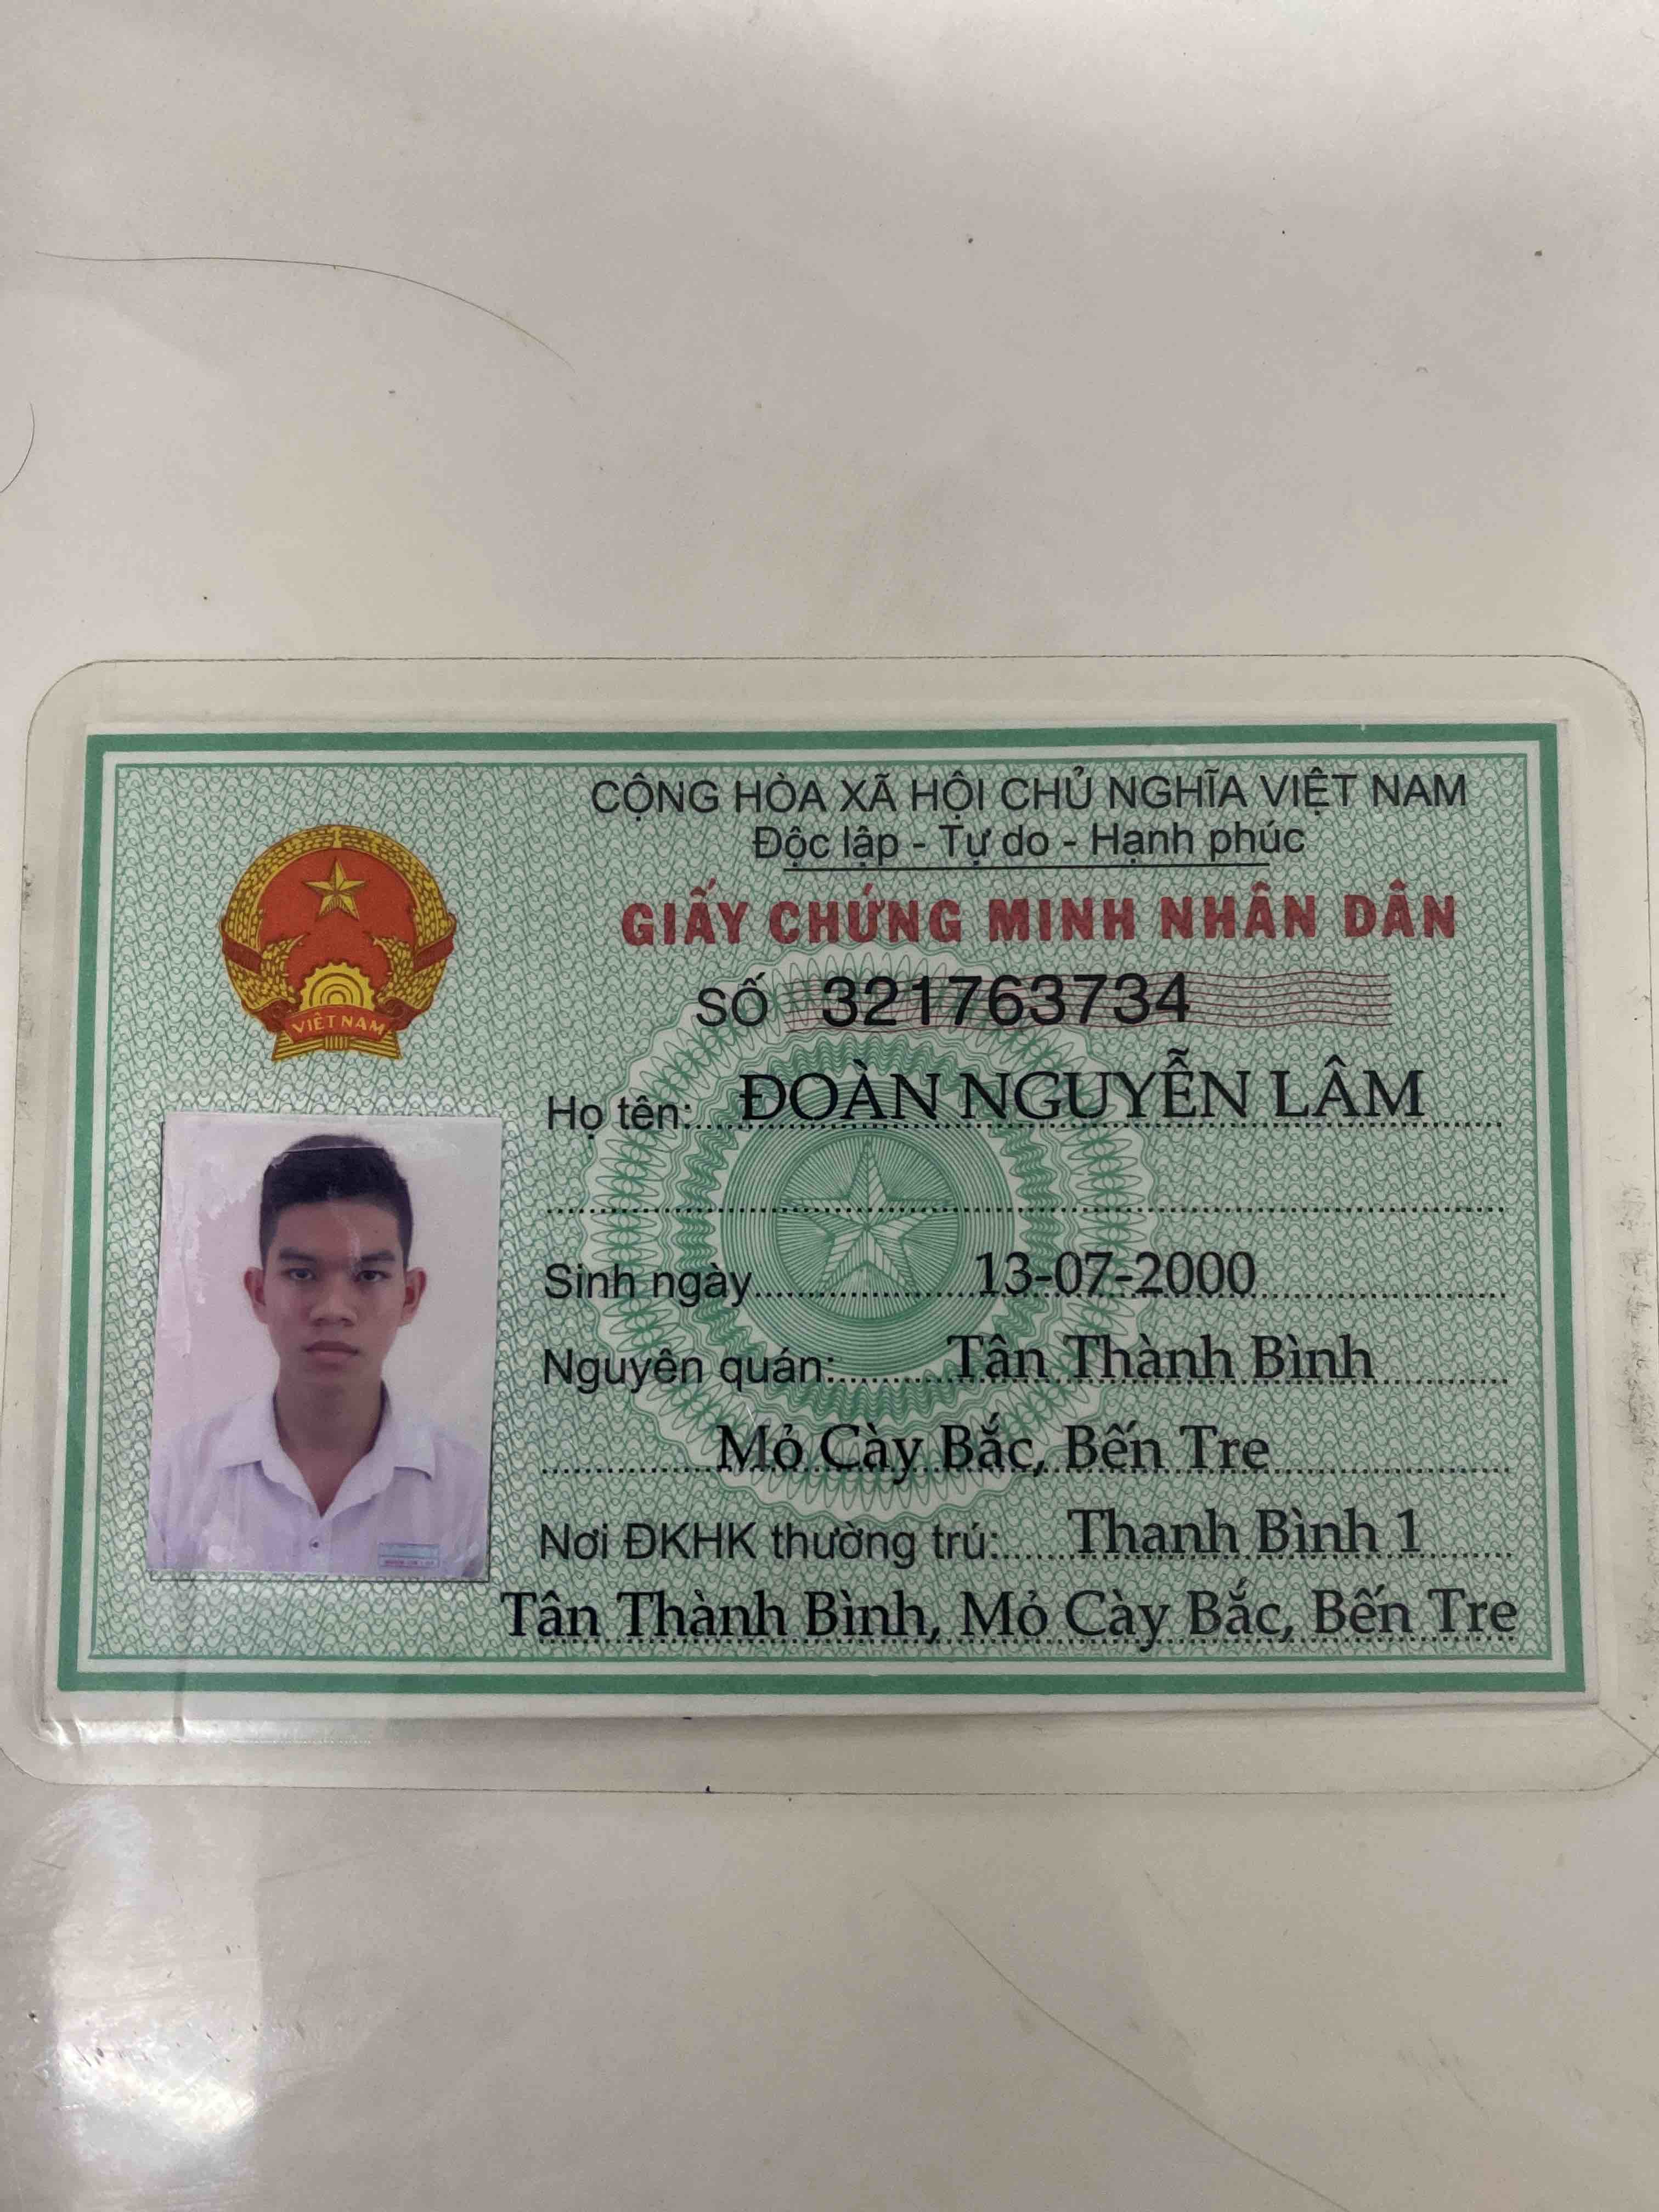 CỘNG HÒA XÃ HỘI CHỦ NGHĨA VIỆT NAM
Độc lập - Tự do - Hạnh phúc
GIẤY CHỨNG MINH NHÂN DÂN
SỐ 321763734
VIỆT NAM
Họ tên: ĐOÀN NGUYỄN LÂM
Sinh ngày 13-07-2000
Nguyên quán: Tân Thành Bình
Mỏ Cày Bắc, Bến Tre
Nơi ĐKHK thường trú: Thanh Bình 1
Tân Thành Bình, Mỏ Cày Bắc, Bến Tre